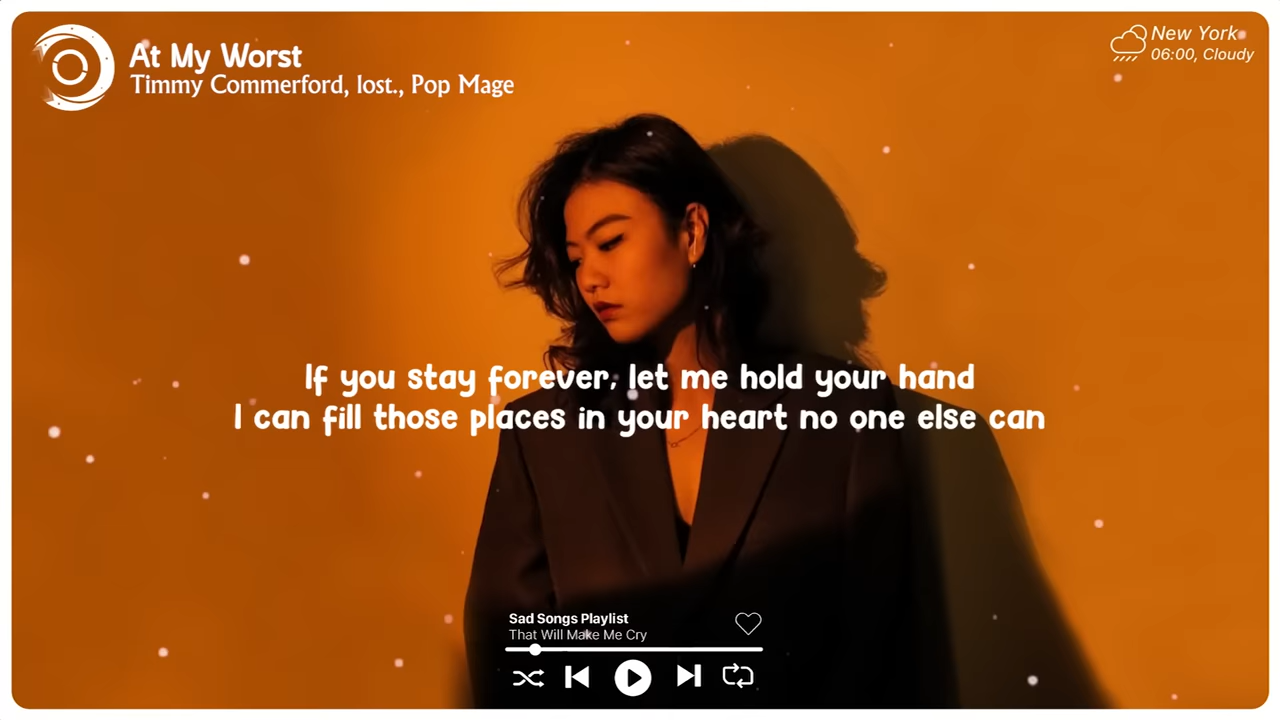 At My Worst
Timmy Commerford, lost., Pop Mage
New York
06:00, Cloudy
If you stay forever, let me hold your hand
I can fill those places in your heart no one else can
Sad Songs Playlist
That Will Make Me Cry